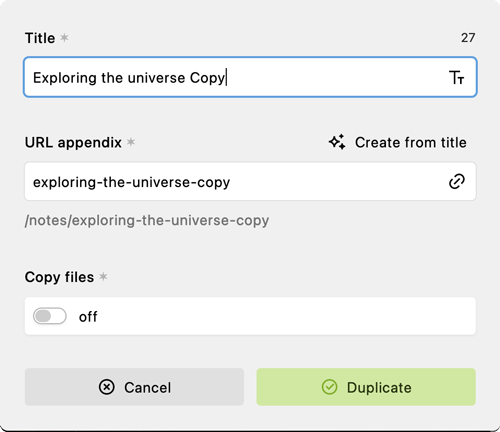 Title * 27
Exploring the universe Copy
URL appendix * Create from title
exploring-the-universe-copy
/notes/exploring-the-universe-copy
Copy files *
off
Cancel Duplicate